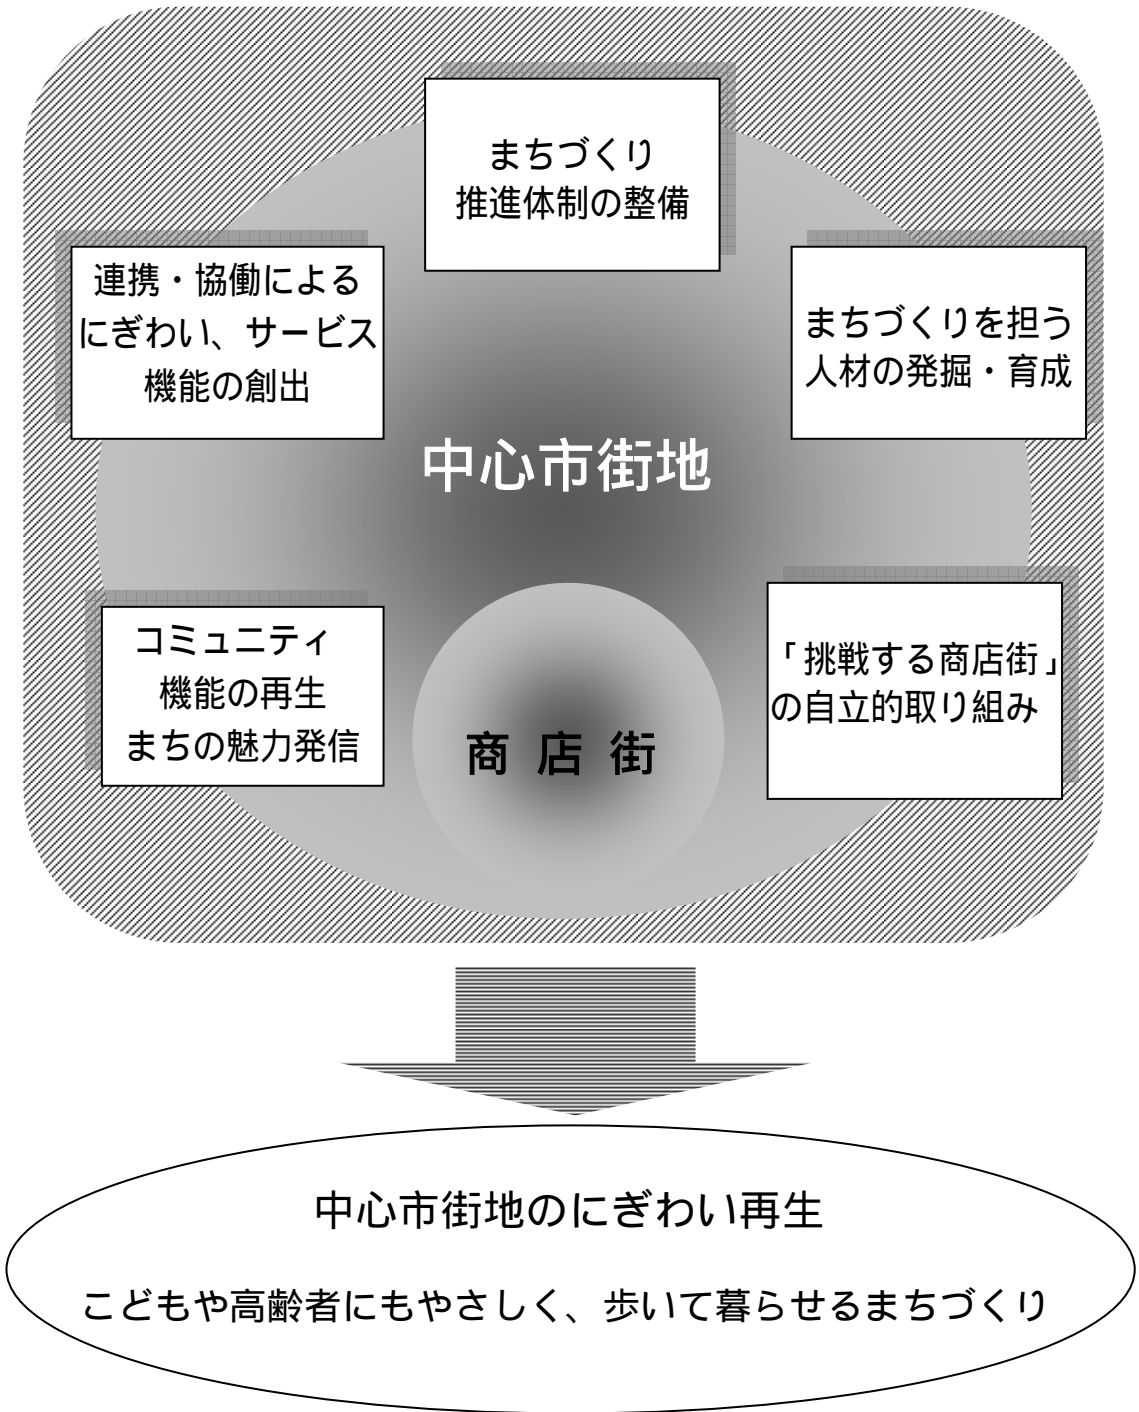 まちづくり
推進体制の整備
連携・協働による
にぎわい、サービス
機能の創出
まちづくりを担う
人材の発掘・育成
中心市街地
コミュニティ
機能の再生
まちの魅力発信
「挑戦する商店街」
の自立的取り組み
商店街
中心市街地のにぎわい再生
こどもや高齢者にもやさしく、歩いて暮らせるまちづくり